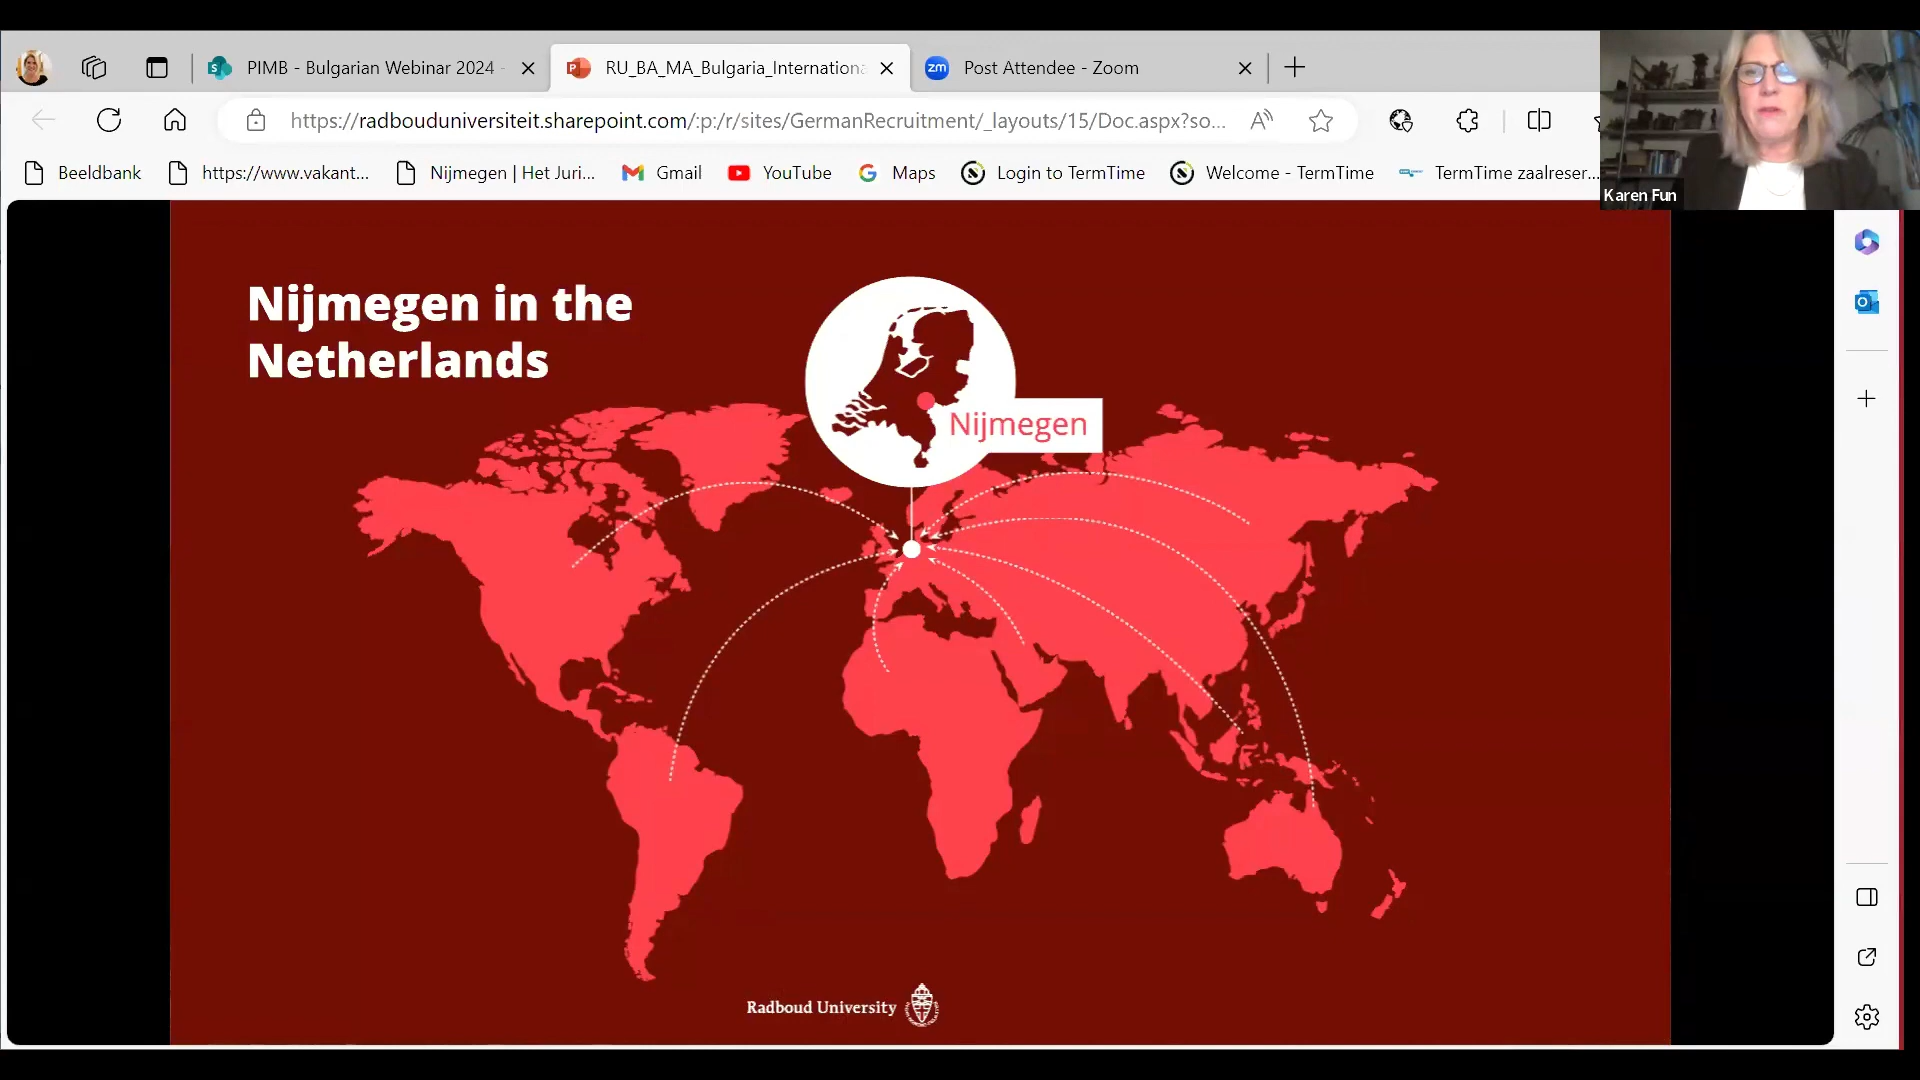 PIMB - Bulgarian Webinar 2024 -
RU_BA_MA_Bulgaria_Internationa
zm
Post Attendee - Zoom
https://radbouduniversiteit.sharepoint.com/:p:/r/sites/GermanRecruitment/_layouts/15/Doc.aspx?so...
Beeldbank
https://www.vakant...
Nijmegen | Het Juri...
Gmail
YouTube
Maps
Login to TermTime
Welcome - TermTime
TermTime zaalreser...
Karen Fun
Nijmegen in the
Netherlands
Nijmegen
Radboud University